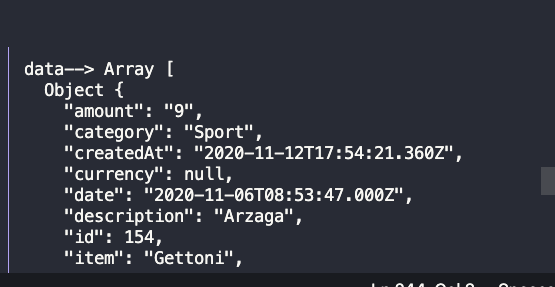 data--> Array [
Object {
"amount": "9",
"category": "Sport",
"createdAt": "2020-11-12T17:54:21.360Z",
"currency": null,
"date": "2020-11-06T08:53:47.000Z",
"description": "Arzaga",
"id": 154,
"item": "Gettoni",